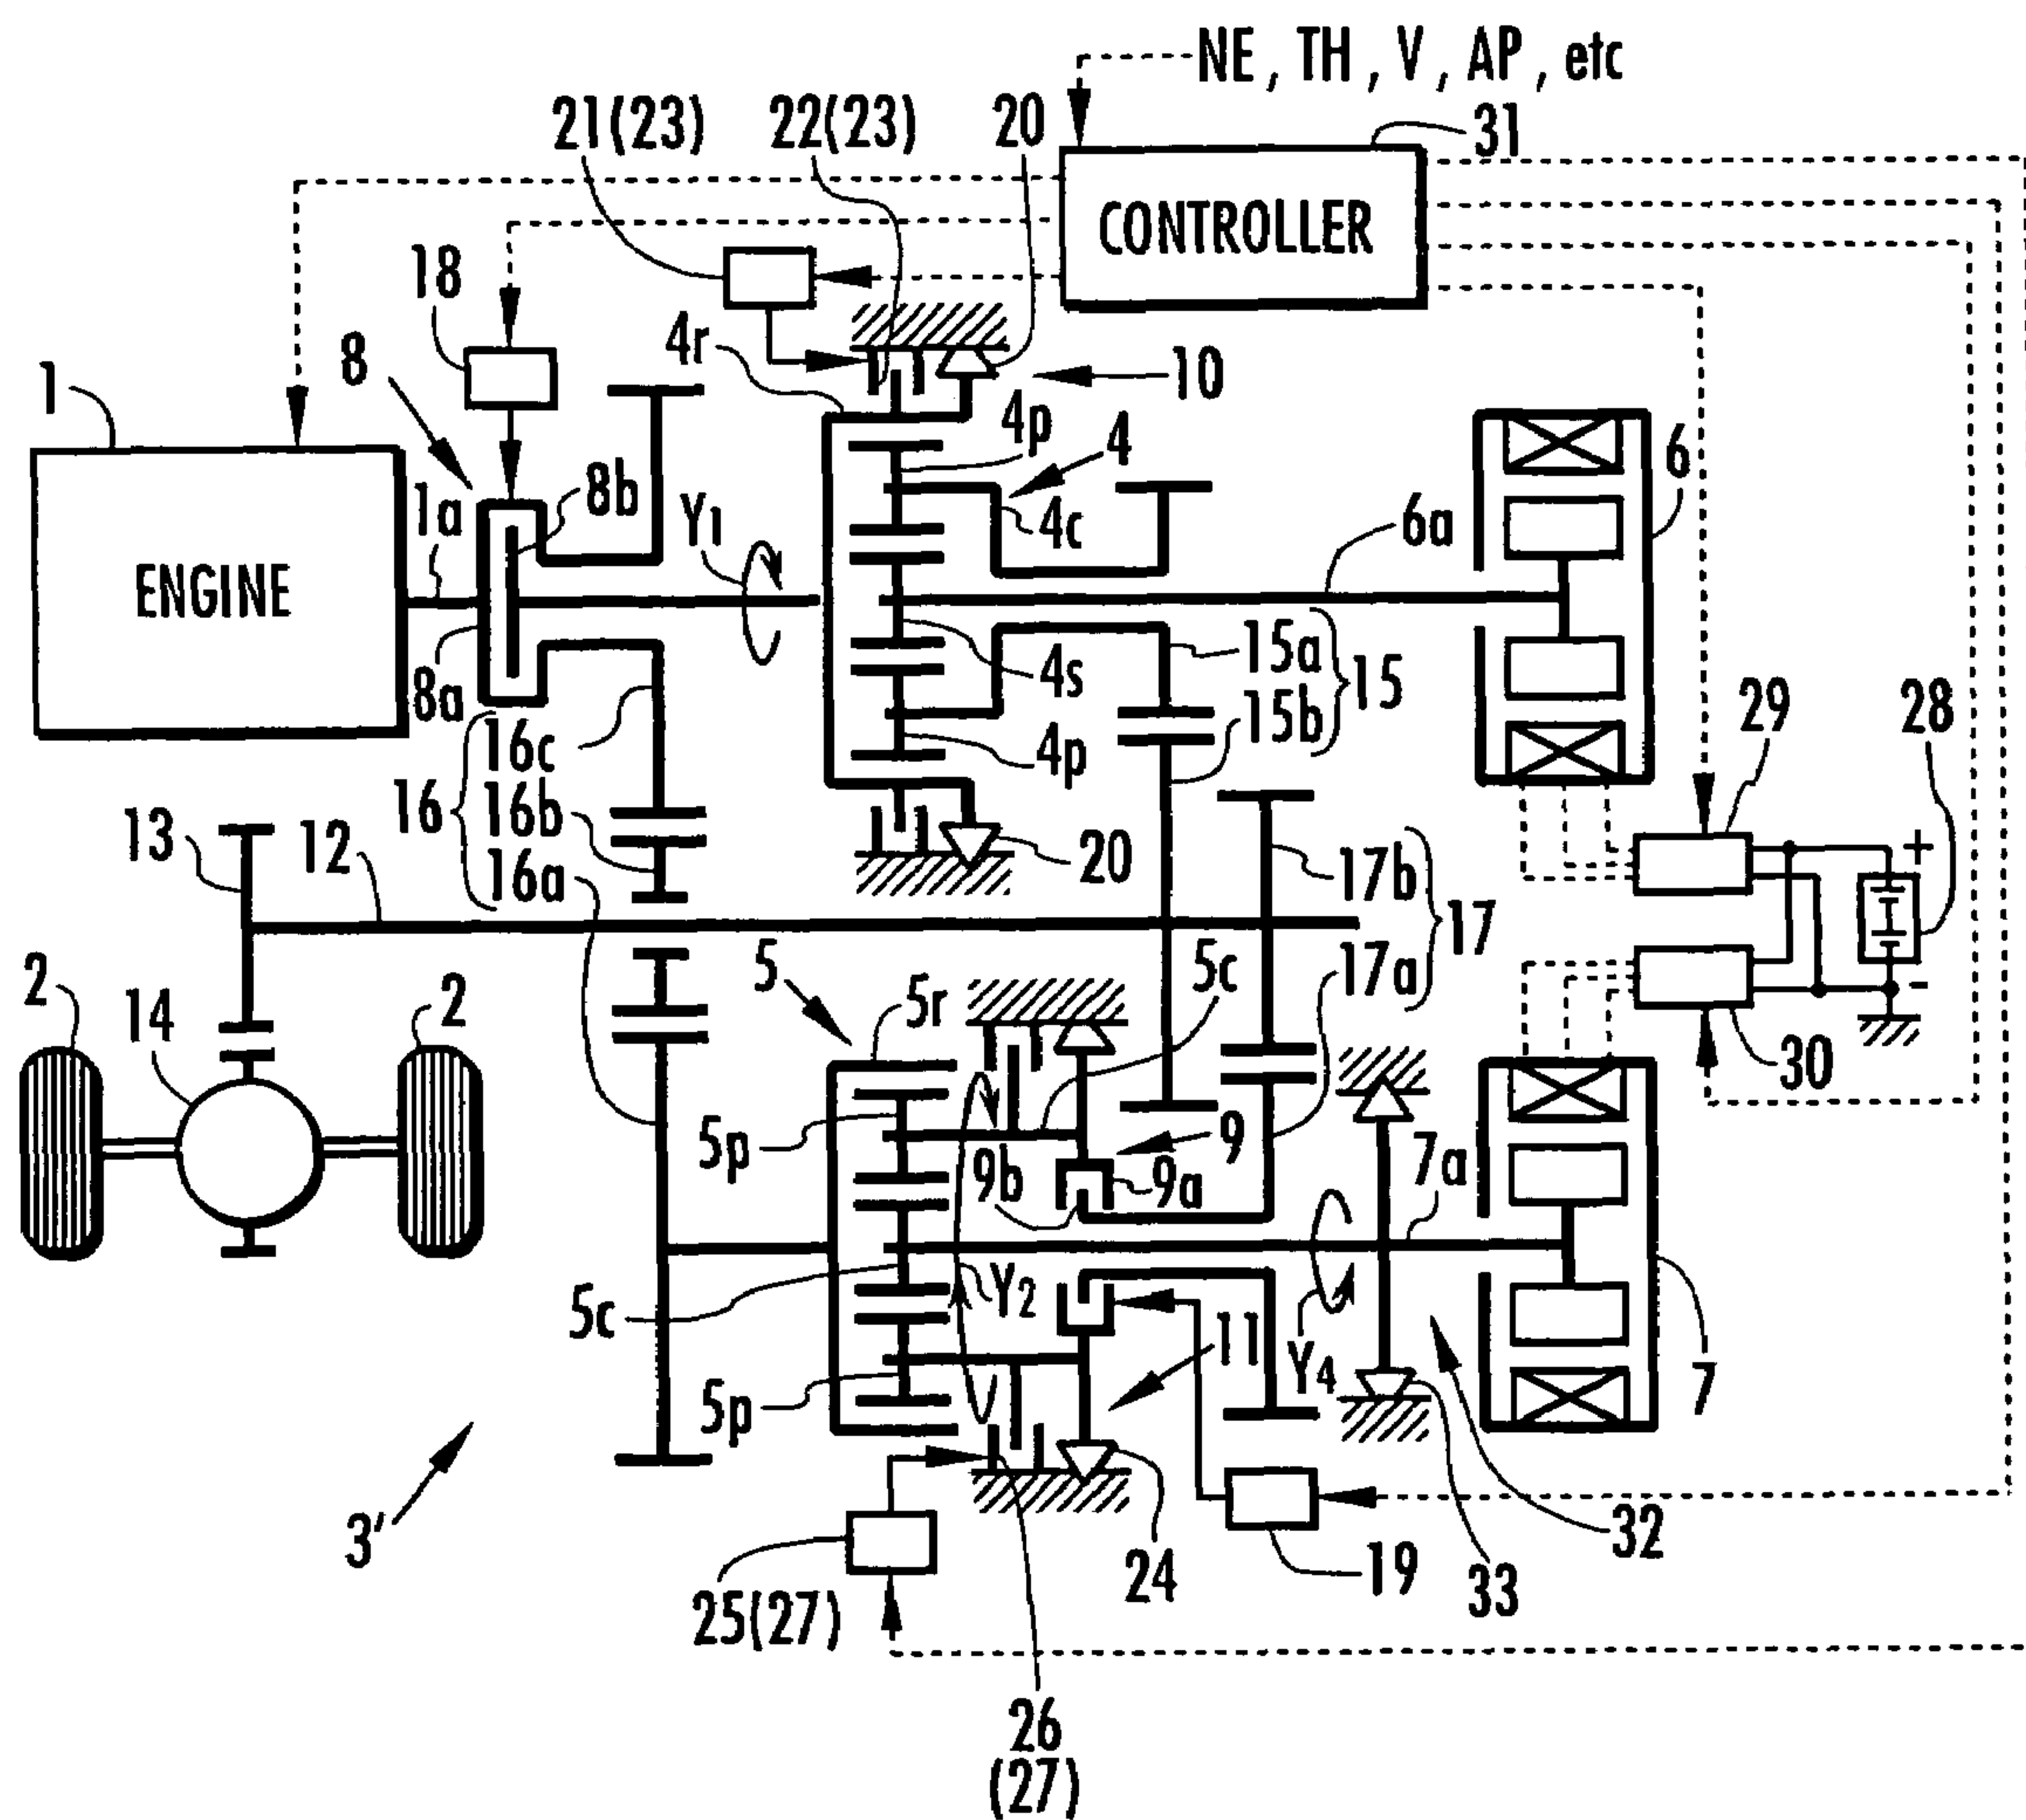 NE, TH, V, AP, etc
21(23)
22(23)
20
31
CONTROLLER
18
8
4r
10
1
4p
4
6
1a
8b
Y1
4c
6a
ENGINE
8a
4s
15a
15
15b
29
28
16c
4p
16
16b
13
12
16a
20
17b
17
+
5
5c
17a
2
14
2
5r
-
30
5p
9
9b
9a
7a
5c
Y2
11
Y4
5p
7
3'
24
19
32
33
25(27)
26
(27)